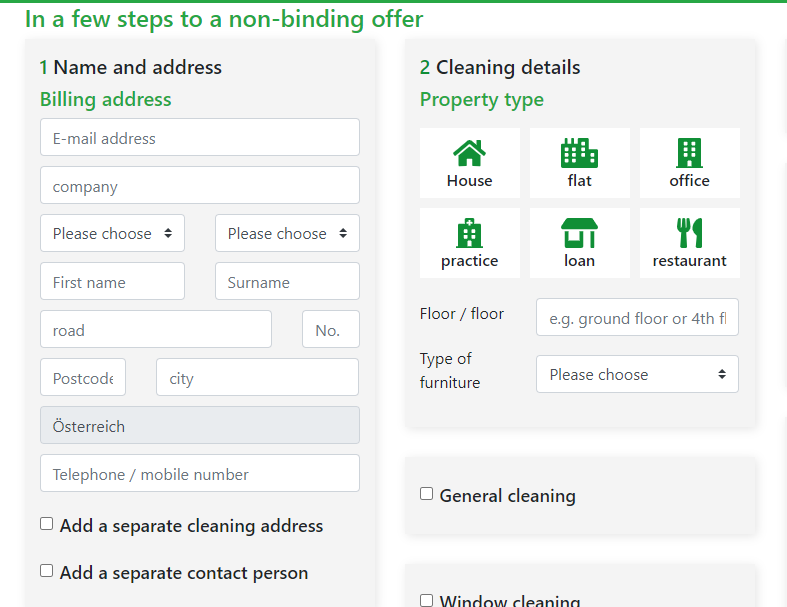 In a few steps to a non-binding offer
1 Name and address
Billing address
E-mail address
company
Please choose
Please choose
First name
Surname
road
No.
Postcode
city
Österreich
Telephone / mobile number
Add a separate cleaning address
Add a separate contact person
2 Cleaning details
Property type
House
flat
office
practice
loan
restaurant
Floor / floor
e.g. ground floor or 4th fl
Type of
furniture
Please choose
General cleaning
Window cleaning